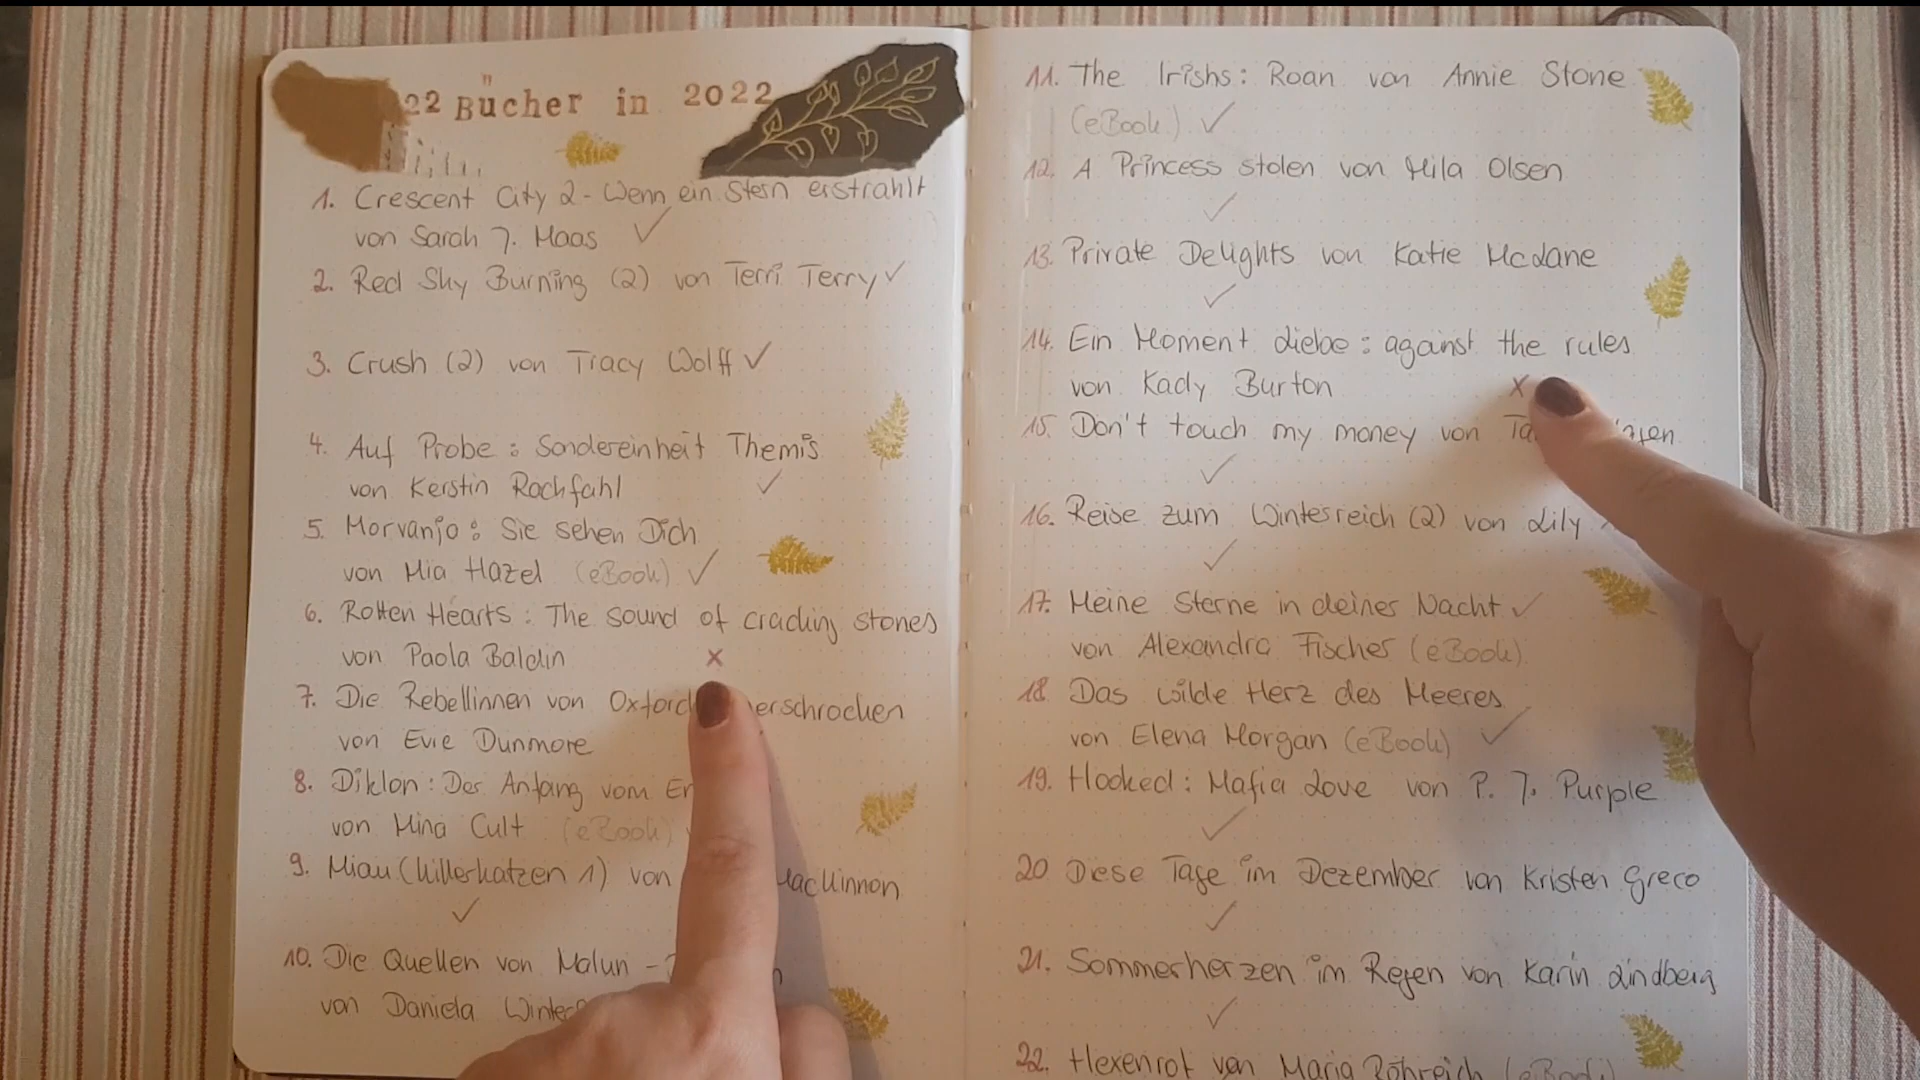 22 Bücher in 2022
1. Crescent City 2 - Wenn ein Stern erstrahlt
von Sarah J. Maas ✓
2. Red Sky Burning (2) von Terri Terry ✓
3. Crush (2) von Tracy Wolff ✓
4. Auf Probe: Sondereinheit Themis
von Kerstin Rachfahl ✓
5. Morvanjo: Sie sehen Dich
von Mia Hazel (eBook) ✓
6. Rotten Hearts: The sound of cracking stones
von Paola Baldin x
7. Die Rebellinnen von Oxford erschrocken
von Evie Dunmore
8. Diklon: Der Anfang vom
von Mina Cult (eBook)
9. Miau (Killerkatzen 1) von MacKinnon
✓
10. Die Quellen von Malun -
von Daniela
11. The Irishs: Roan von Annie Stone
(eBook) ✓
12. A Princess stolen von Mila Olsen
✓
13. Private Delights von Katie McLane
✓
14. Ein Moment Liebe: against the rules
von Kady Burton x
15. Don't touch my money von
✓
16. Reise zum Winterreich (2) von Lily
✓
17. Meine Sterne in deiner Nacht ✓
von Alexandra Fischer (eBook)
18. Das wilde Herz des Meeres
von Elena Morgan (eBook) ✓
19. Hooked: Mafia Love von P. J. Purple
✓
20 Diese Tage im Dezember von Kristen Greco
✓
21. Sommerherzen im Regen von Karin Lindberg
✓
22. Hexenrot von Maria Röhreich (eBook)